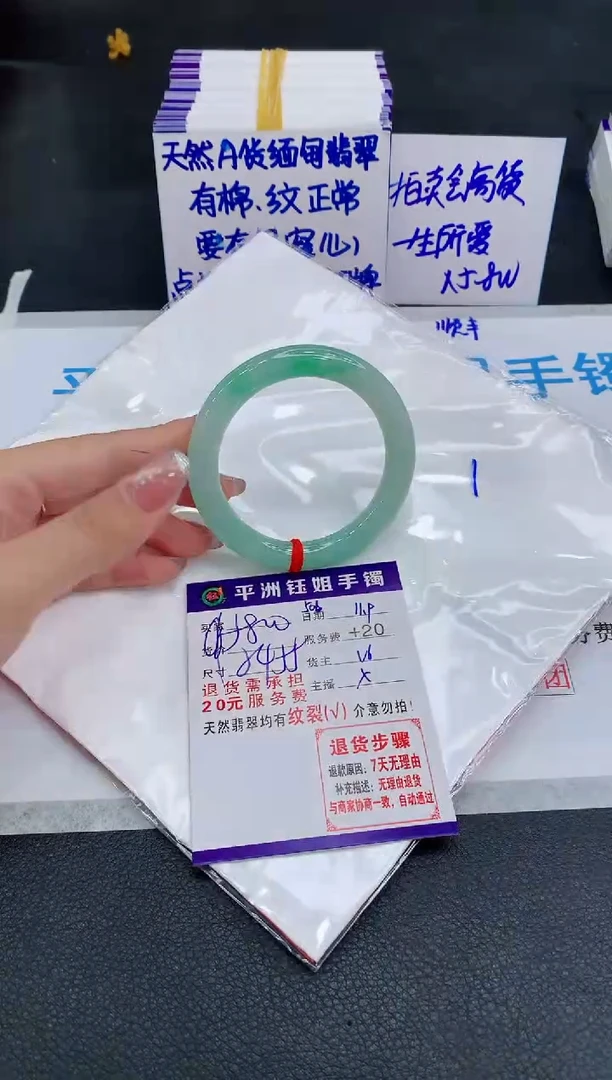 天然A货缅甸翡翠
有棉、纹正常
拍卖会高货
一生所爱
顺丰
手镯
1
平洲钰姐手镯
日期
服务费 +20
尺寸
货主 V6
主播 X
退货需承担
20元服务费
天然翡翠均有纹裂(√)介意勿拍!
退货步骤
退款原因:7天无理由
补充描述:无理由退货
与商家协商一致,自动通过
费
团